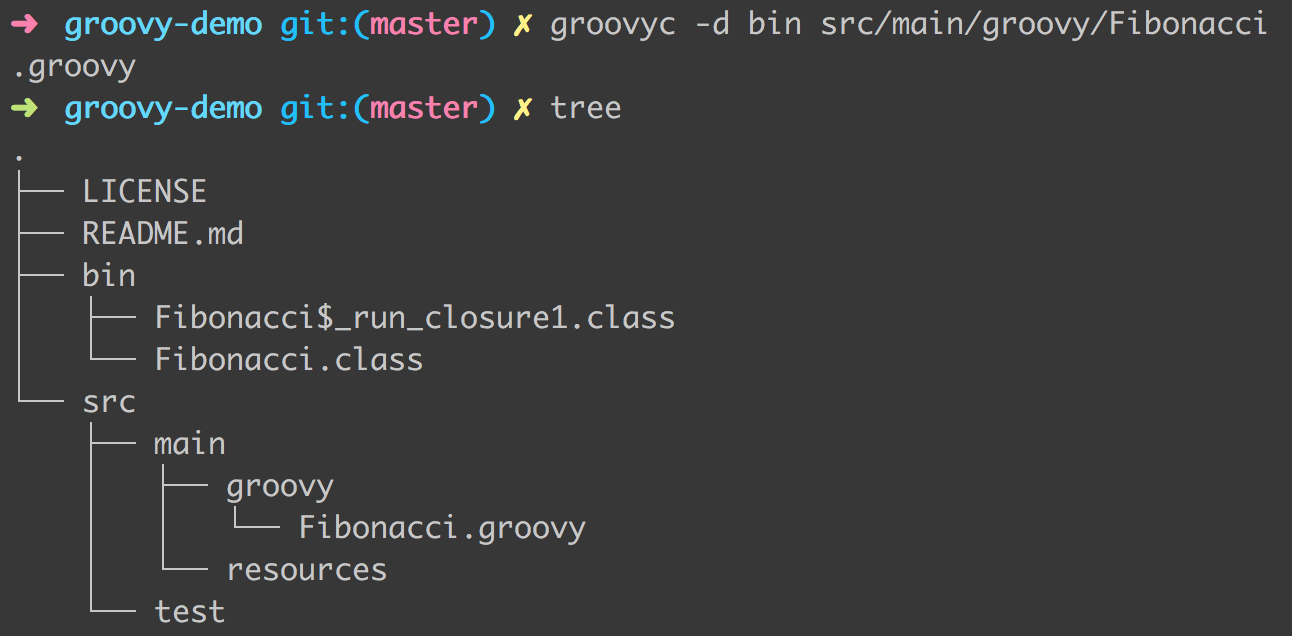 ➜  groovy-demo git:(master) ✗ groovyc -d bin src/main/groovy/Fibonacci
.groovy
➜  groovy-demo git:(master) ✗ tree
.
├── LICENSE
├── README.md
├── bin
│   ├── Fibonacci$_run_closure1.class
│   └── Fibonacci.class
└── src
    ├── main
    │   ├── groovy
    │   │   └── Fibonacci.groovy
    │   └── resources
    └── test